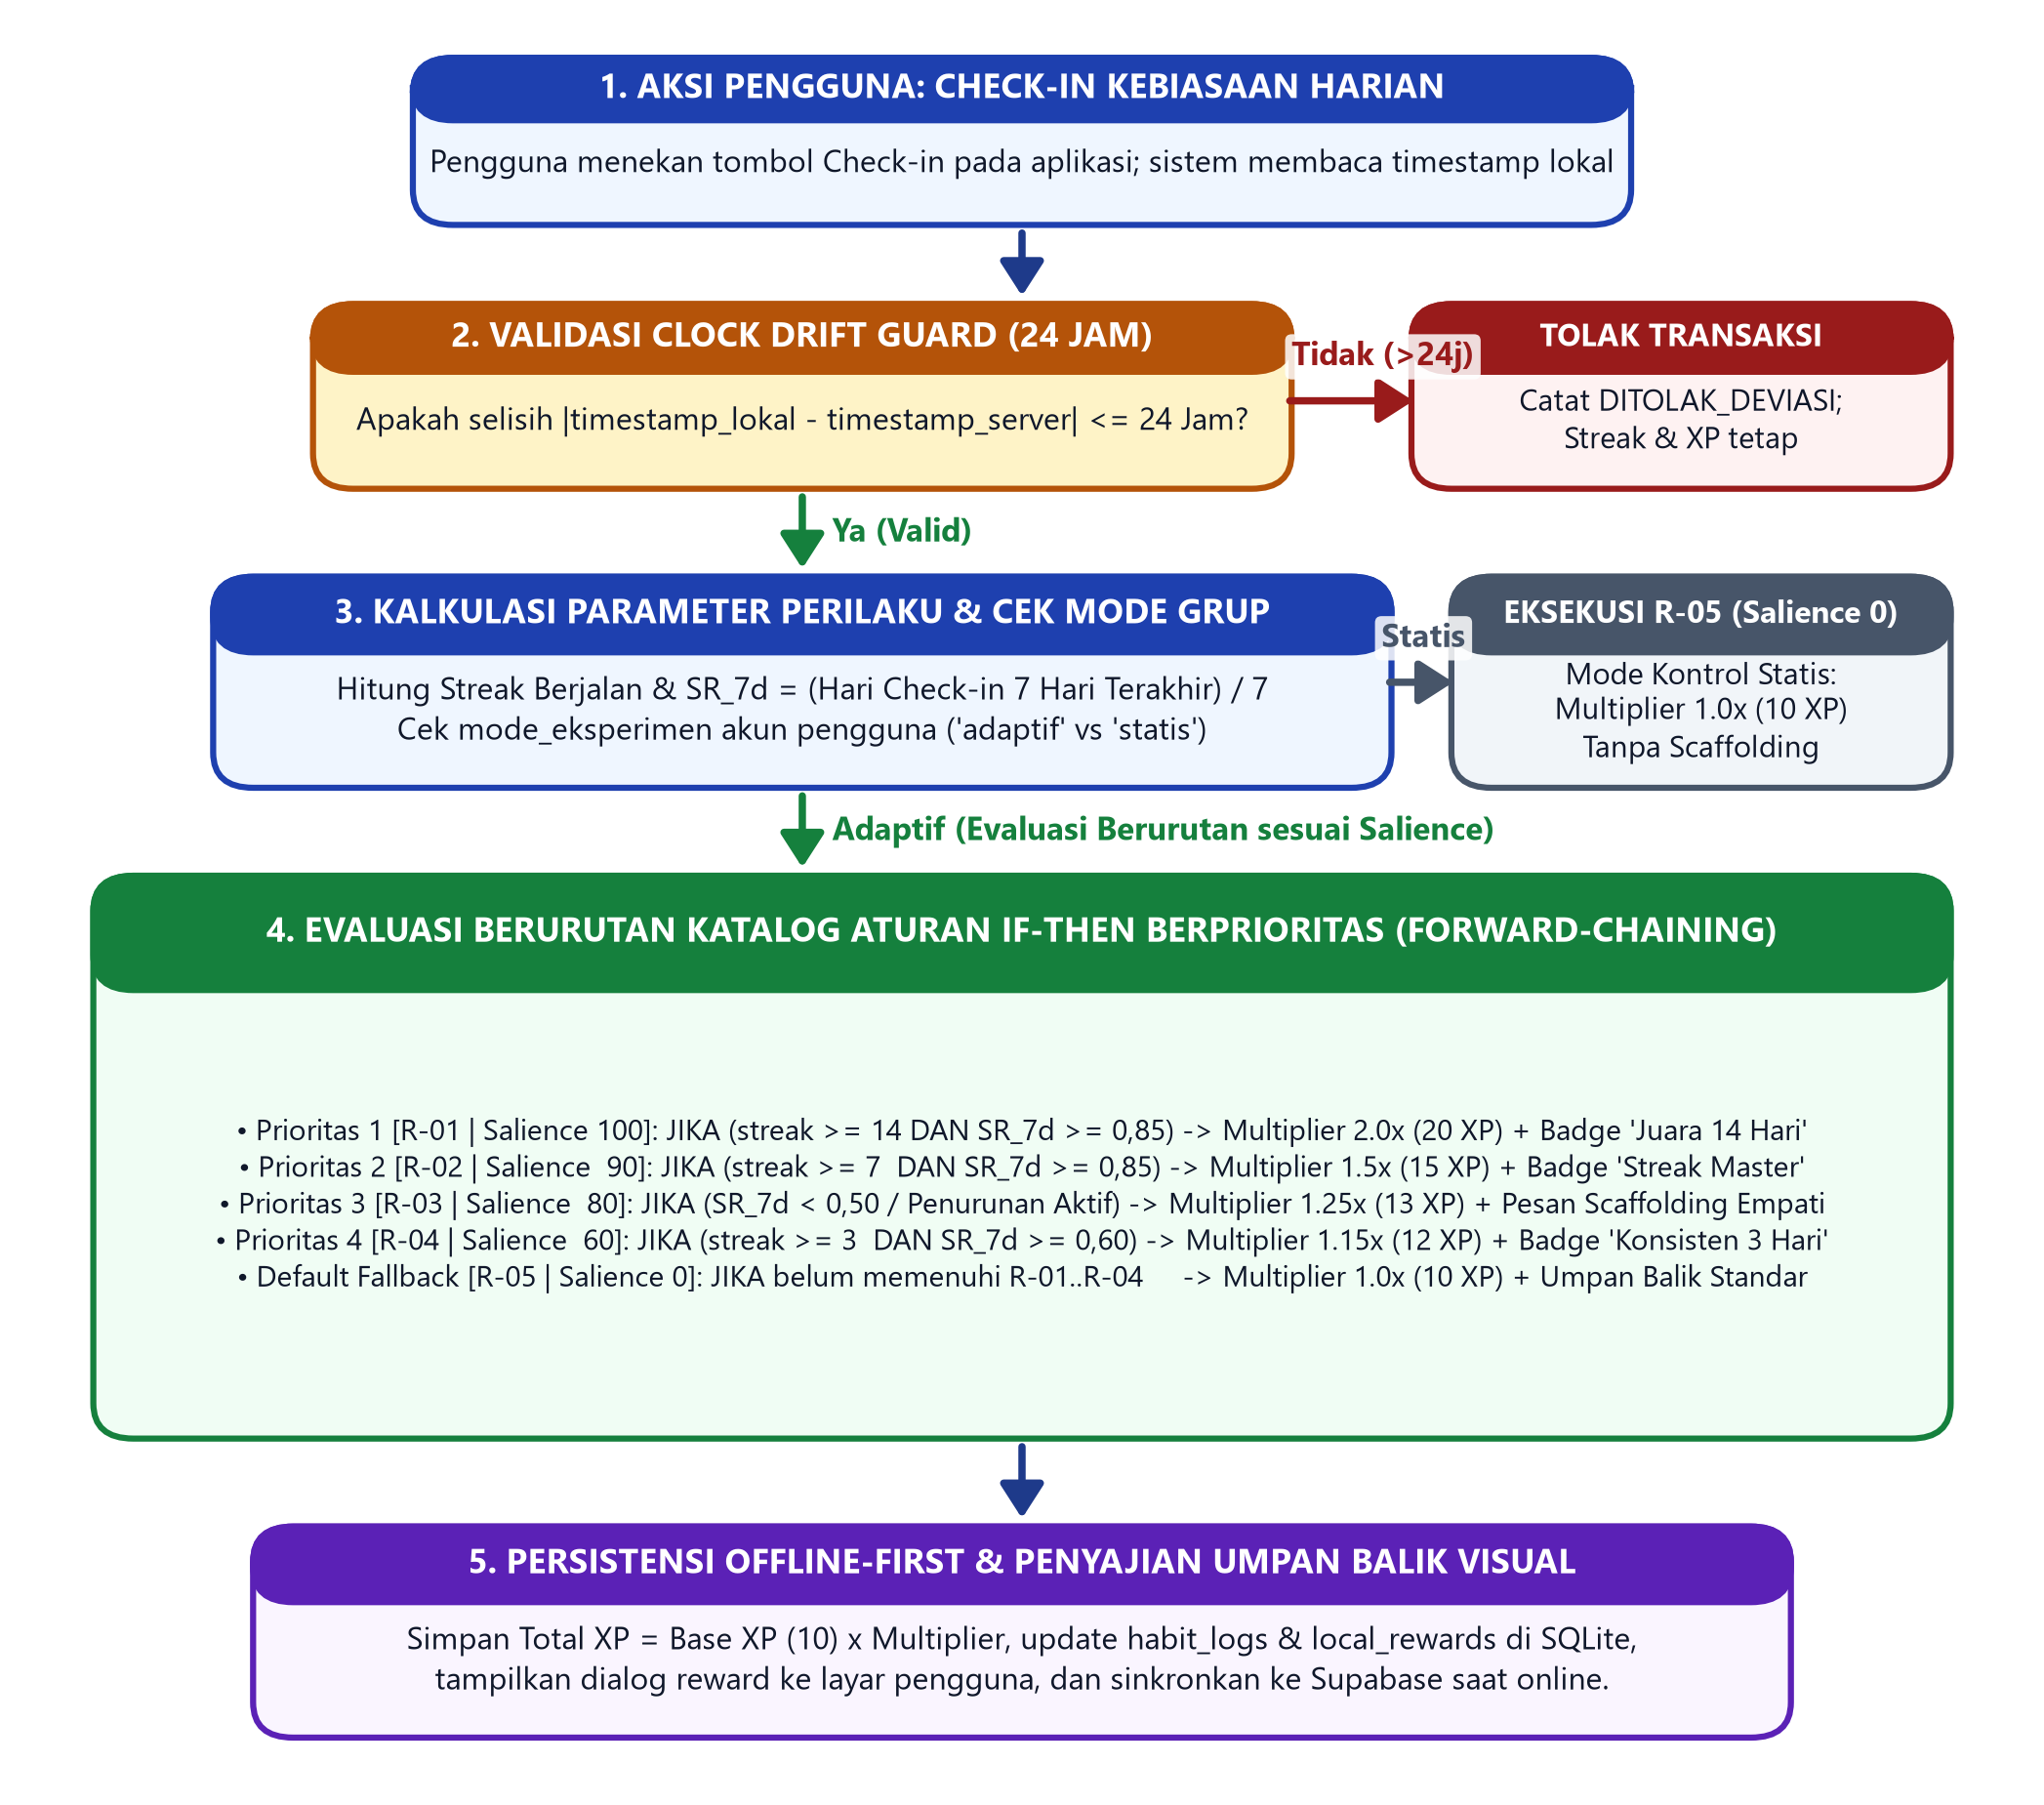 1. AKSI PENGGUNA: CHECK-IN KEBIASAAN HARIAN
Pengguna menekan tombol Check-in pada aplikasi; sistem membaca timestamp lokal
2. VALIDASI CLOCK DRIFT GUARD (24 JAM)
Apakah selisih |timestamp_lokal - timestamp_server| <= 24 Jam?
Tidak (>24j)
TOLAK TRANSAKSI
Catat DITOLAK_DEVIASI;
Streak & XP tetap
Ya (Valid)
3. KALKULASI PARAMETER PERILAKU & CEK MODE GRUP
Hitung Streak Berjalan & SR_7d = (Hari Check-in 7 Hari Terakhir) / 7
Cek mode_eksperimen akun pengguna ('adaptif' vs 'statis')
Statis
EKSEKUSI R-05 (Salience 0)
Mode Kontrol Statis:
Multiplier 1.0x (10 XP)
Tanpa Scaffolding
Adaptif (Evaluasi Berurutan sesuai Salience)
4. EVALUASI BERURUTAN KATALOG ATURAN IF-THEN BERPRIORITAS (FORWARD-CHAINING)
• Prioritas 1 [R-01 | Salience 100]: JIKA (streak >= 14 DAN SR_7d >= 0,85) -> Multiplier 2.0x (20 XP) + Badge 'Juara 14 Hari'
• Prioritas 2 [R-02 | Salience  90]: JIKA (streak >= 7  DAN SR_7d >= 0,85) -> Multiplier 1.5x (15 XP) + Badge 'Streak Master'
• Prioritas 3 [R-03 | Salience  80]: JIKA (SR_7d < 0,50 / Penurunan Aktif) -> Multiplier 1.25x (13 XP) + Pesan Scaffolding Empati
• Prioritas 4 [R-04 | Salience  60]: JIKA (streak >= 3  DAN SR_7d >= 0,60) -> Multiplier 1.15x (12 XP) + Badge 'Konsisten 3 Hari'
• Default Fallback [R-05 | Salience 0]: JIKA belum memenuhi R-01..R-04     -> Multiplier 1.0x (10 XP) + Umpan Balik Standar
5. PERSISTENSI OFFLINE-FIRST & PENYAJIAN UMPAN BALIK VISUAL
Simpan Total XP = Base XP (10) x Multiplier, update habit_logs & local_rewards di SQLite,
tampilkan dialog reward ke layar pengguna, dan sinkronkan ke Supabase saat online.